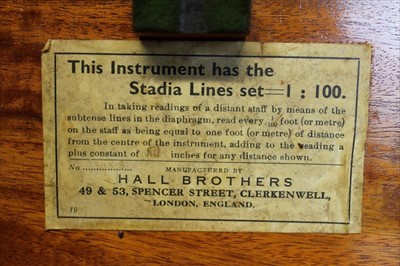 This Instrument has the
Stadia Lines set=1 : 100.
In taking readings of a distant staff by means of the
subtense lines in the diaphragm, read every 1/100 foot (or metre)
on the staff as being equal to one foot (or metre) of distance
from the centre of the instrument, adding to the reading a
plus constant of inches for any distance shown.
No ..................
MANUFACTURED BY
HALL BROTHERS
49 & 53, SPENCER STREET, CLERKENWELL,
LONDON, ENGLAND.
19